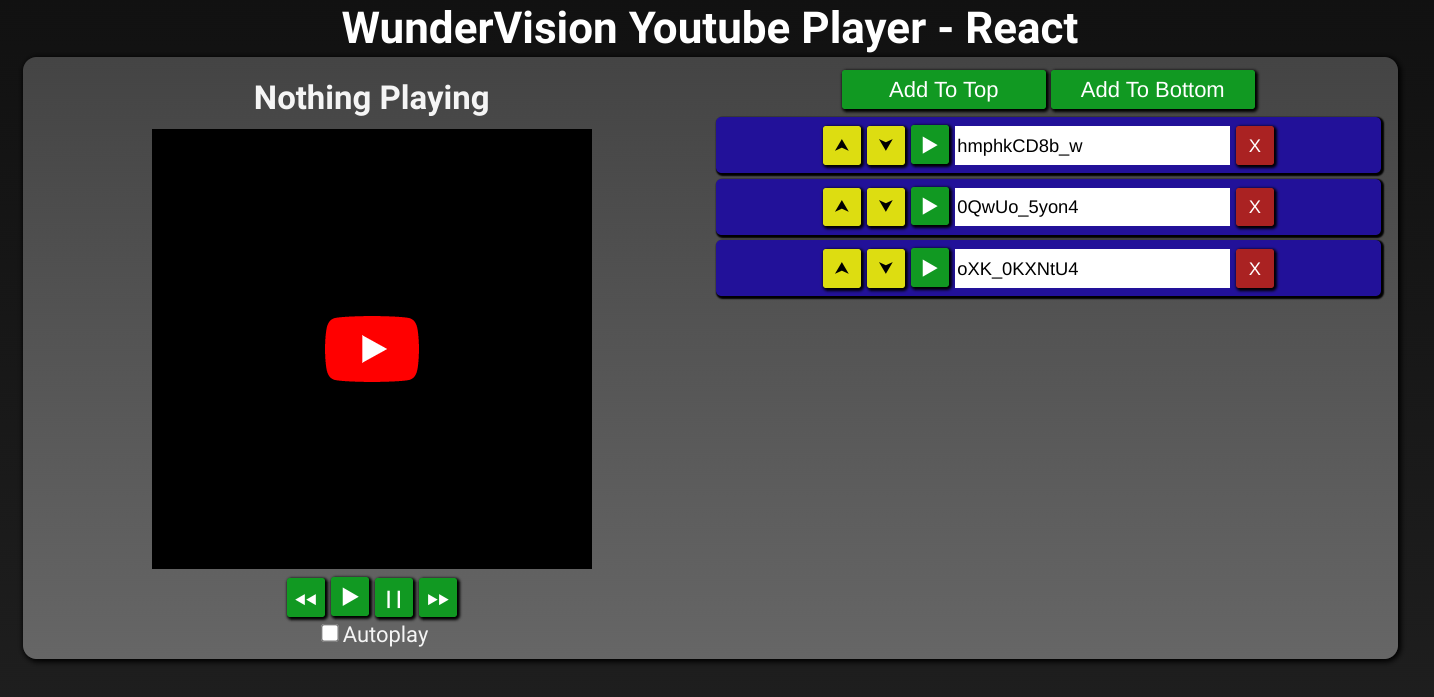 WunderVision Youtube Player - React
Nothing Playing
Autoplay
Add To Top
Add To Bottom
hmphkCD8b_w
X
0QwUo_5yon4
X
oXK_0KXNtU4
X